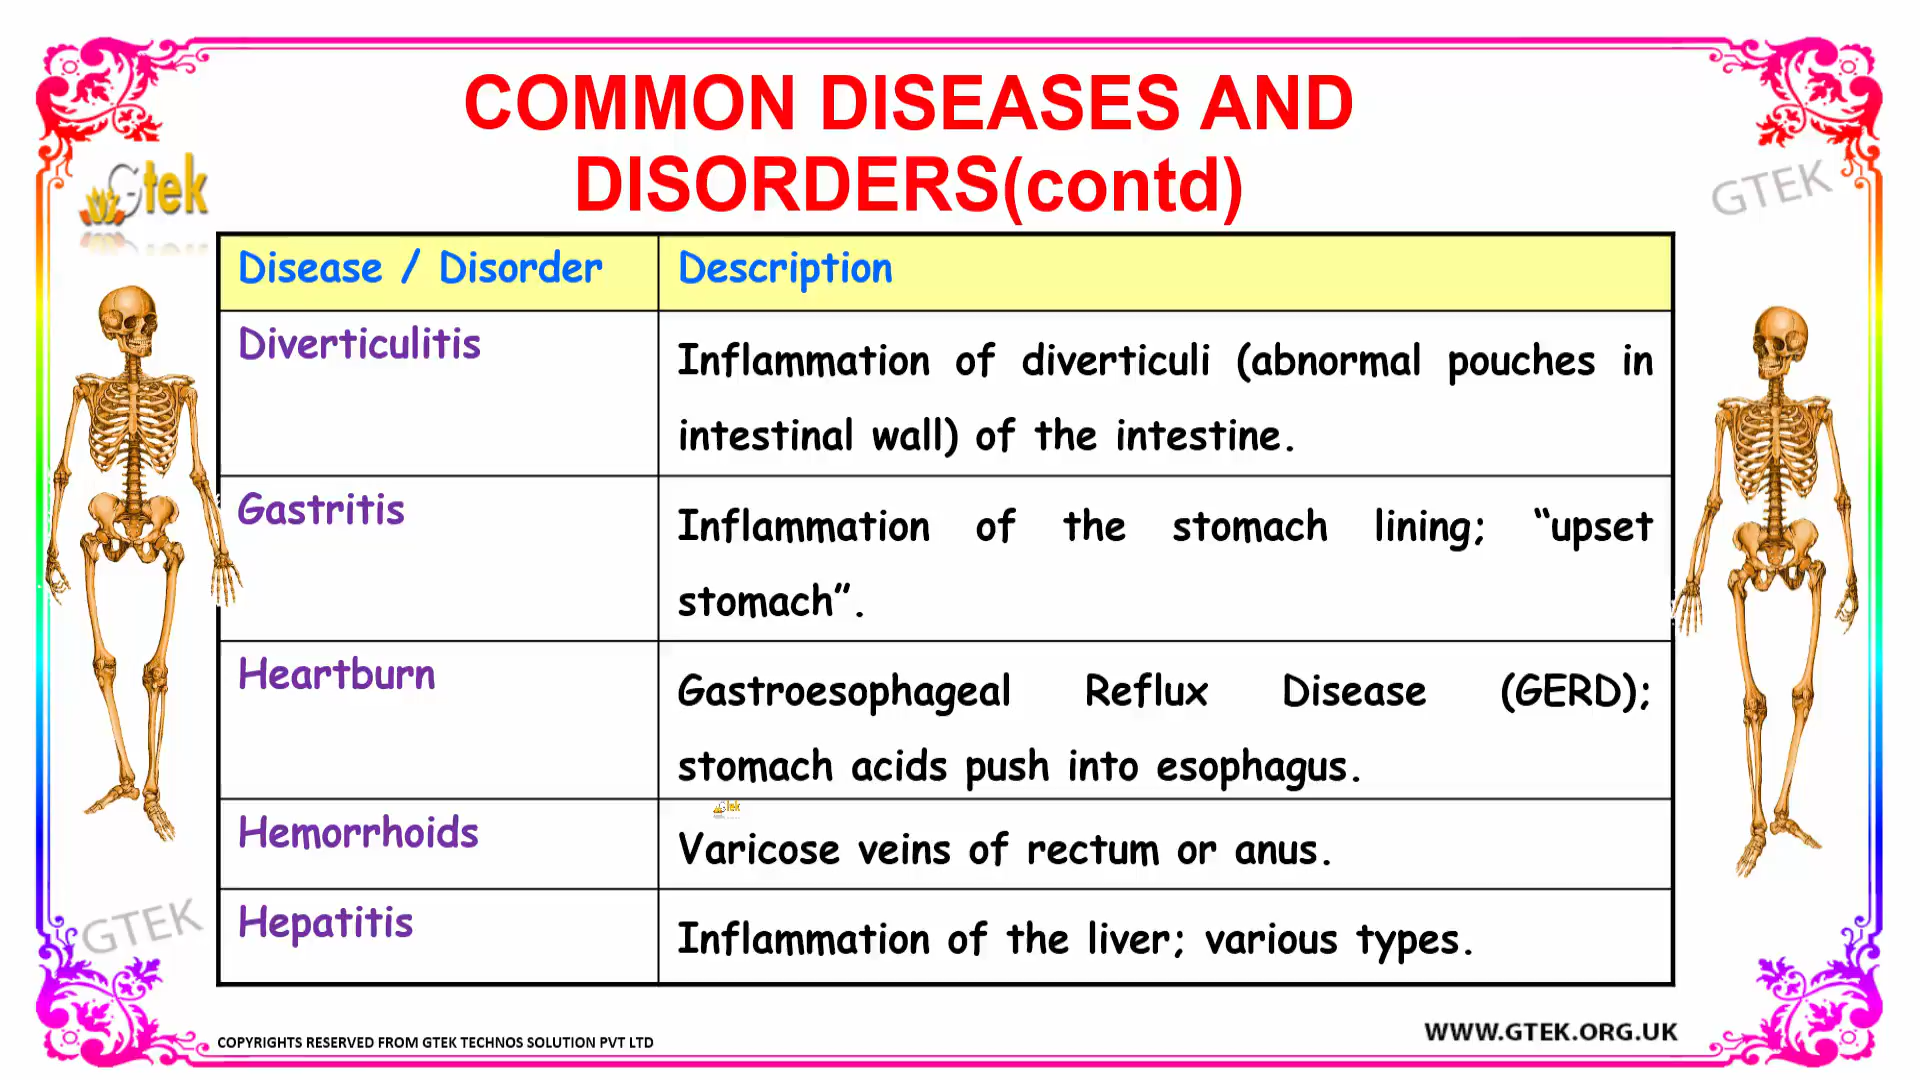 COMMON DISEASES AND
DISORDERS(contd)
Gtek
GTEK
Disease / Disorder Description
Diverticulitis
Inflammation of diverticuli (abnormal pouches in
intestinal wall) of the intestine.
Gastritis
Inflammation of the stomach lining; “upset
stomach”.
Heartburn
Gastroesophageal Reflux Disease (GERD);
stomach acids push into esophagus.
Hemorrhoids
Varicose veins of rectum or anus.
Hepatitis
Inflammation of the liver; various types.
GTEK
COPYRIGHTS RESERVED FROM GTEK TECHNOS SOLUTION PVT LTD
WWW.GTEK.ORG.UK